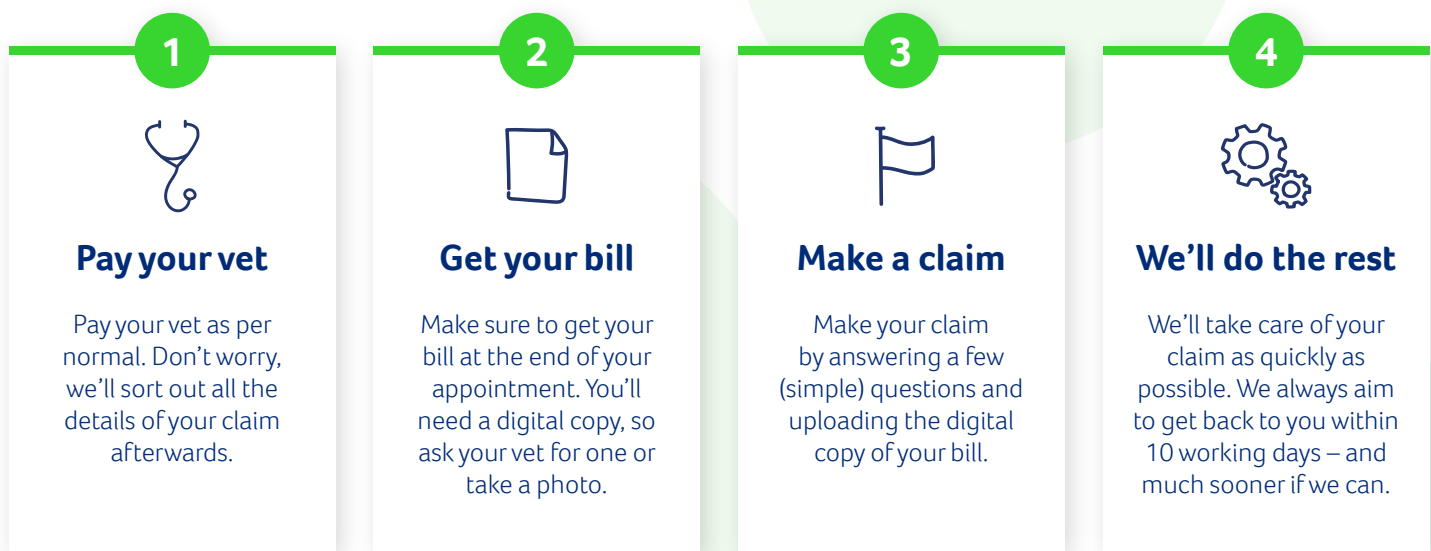 1
Pay your vet
Pay your vet as per
normal. Don’t worry,
we’ll sort out all the
details of your claim
afterwards.
2
Get your bill
Make sure to get your
bill at the end of your
appointment. You’ll
need a digital copy, so
ask your vet for one or
take a photo.
3
Make a claim
Make your claim
by answering a few
(simple) questions and
uploading the digital
copy of your bill.
4
We’ll do the rest
We’ll take care of your
claim as quickly as
possible. We always aim
to get back to you within
10 working days – and
much sooner if we can.